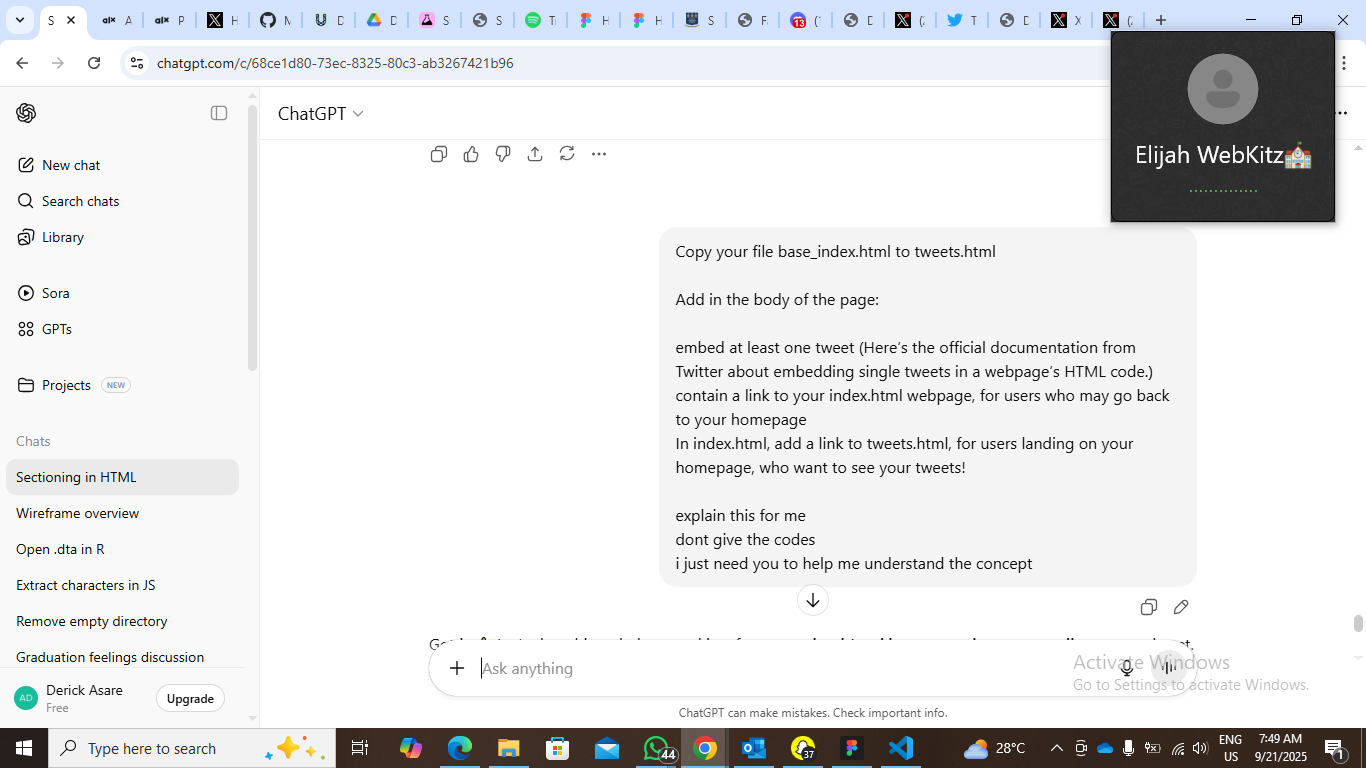 S
A
P
H
M
D
D
S
S
Ti
H
H
S
F
(
D
(
T
D
X
(
chatgpt.com/c/68ce1d80-73ec-8325-80c3-ab3267421b96
ChatGPT
Elijah WebKitz🏫
New chat
Search chats
Library
Sora
GPTs
Projects NEW
Chats
Sectioning in HTML
Wireframe overview
Open .dta in R
Extract characters in JS
Remove empty directory
Graduation feelings discussion
AD
Derick Asare
Free
Upgrade
Copy your file base_index.html to tweets.html
Add in the body of the page:
embed at least one tweet (Here’s the official documentation from
Twitter about embedding single tweets in a webpage’s HTML code.)
contain a link to your index.html webpage, for users who may go back
to your homepage
In index.html, add a link to tweets.html, for users landing on your
homepage, who want to see your tweets!
explain this for me
dont give the codes
i just need you to help me understand the concept
Ask anything
Activate Windows
Go to Settings to activate Windows.
ChatGPT can make mistakes. Check important info.
Type here to search
44
37
28°C
ENG
US
7:49 AM
9/21/2025
1